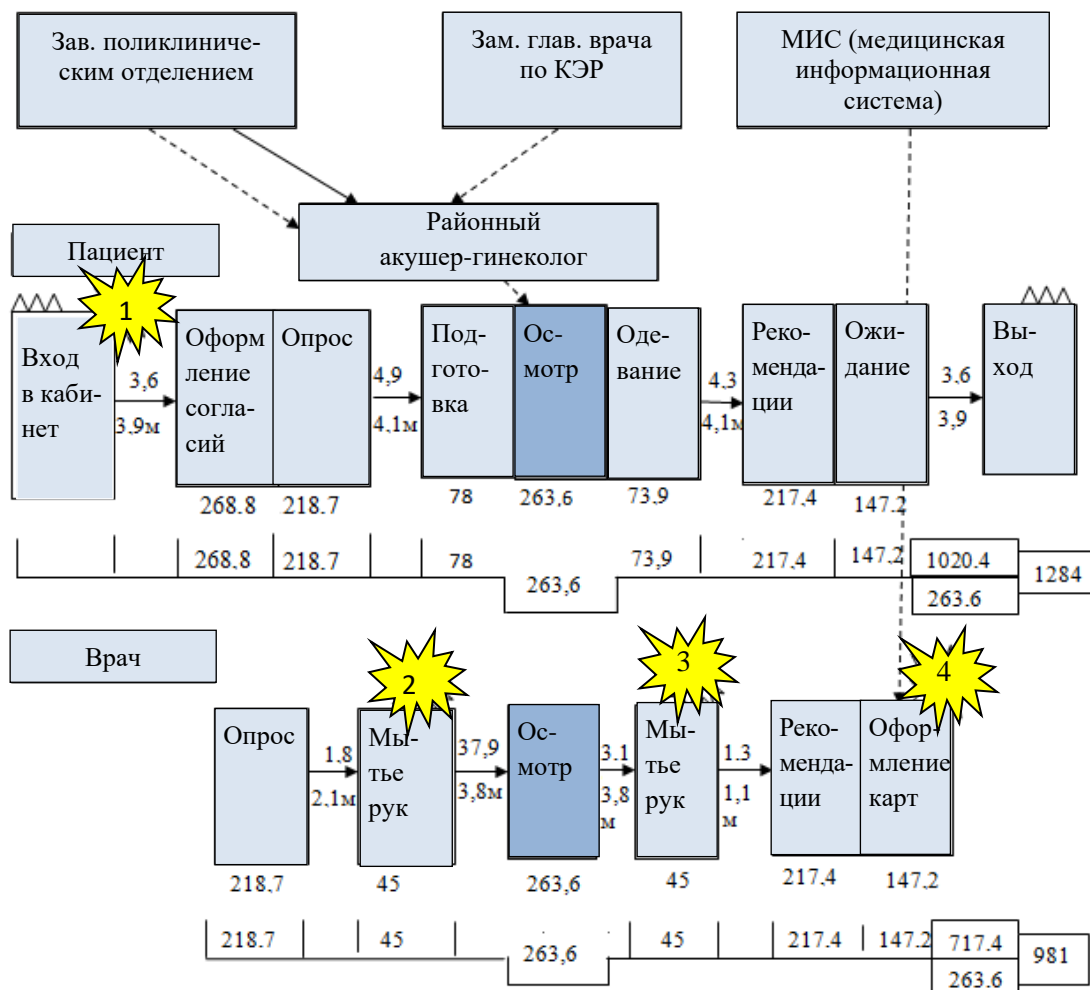 Зав. поликлиниче-
ским отделением
Зам. глав. врача
по КЭР
МИС (медицинская
информационная
система)
Районный
акушер-гинеколог
Пациент
1
Вход
в каби-
нет
3,6
3,9м
Оформ
ление
согла-
сий
Опрос
4,9
4,1м
Под-
гото-
вка
Ос-
мотр
Оде-
вание
4.3
4,1м
Реко-
менда-
ции
Ожи-
дание
3.6
3,9
Вы-
ход
268.8
218.7
78
263,6
73,9
217.4
147.2
268.8
218.7
78
263,6
73,9
217.4
147.2
1020.4
263.6
1284
Врач
2
3
4
Опрос
1.8
2.1м
Мы-
тье
рук
37,9
3,8м
Ос-
мотр
3.1
3,8
м
Мы-
тье
рук
1.3
1,1
м
Реко-
менда-
ции
Офор-
мление
карт
218.7
45
263,6
45
217.4
147,2
218.7
45
263,6
45
217.4
147.2
717.4
263.6
981